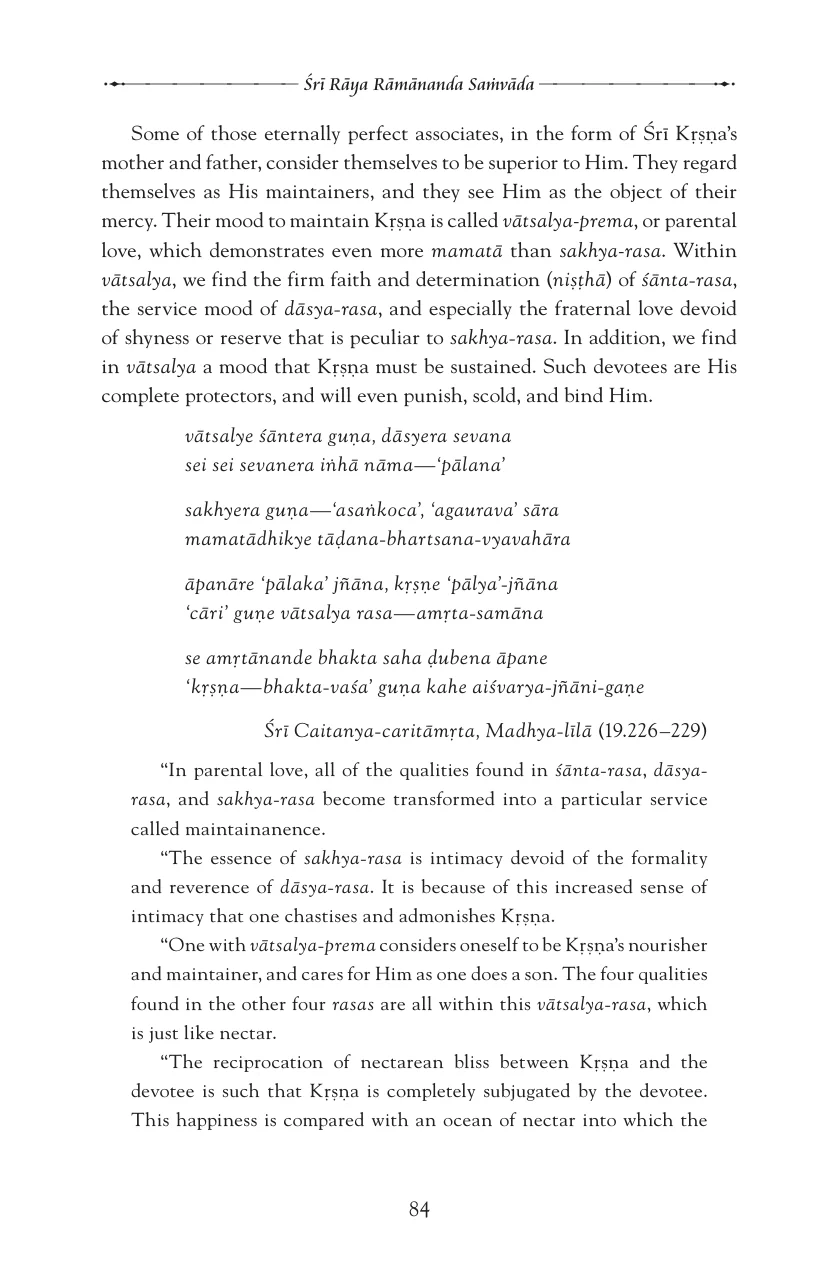 Śrī Rāya Rāmānanda Saṁvāda
Some of those eternally perfect associates, in the form of Śrī Kṛṣṇa’s
mother and father, consider themselves to be superior to Him. They regard
themselves as His maintainers, and they see Him as the object of their
mercy. Their mood to maintain Kṛṣṇa is called vātsalya-prema, or parental
love, which demonstrates even more mamatā than sakhya-rasa. Within
vātsalya, we find the firm faith and determination (niṣṭhā) of śānta-rasa,
the service mood of dāsya-rasa, and especially the fraternal love devoid
of shyness or reserve that is peculiar to sakhya-rasa. In addition, we find
in vātsalya a mood that Kṛṣṇa must be sustained. Such devotees are His
complete protectors, and will even punish, scold, and bind Him.
vātsalye śāntera guṇa, dāsyera sevana
sei sei sevanera iṅhā nāma—‘pālana’
sakhyera guṇa—‘asaṅkoca’, ‘agaurava’ sāra
mamatādhikye tāḍana-bhartsana-vyavahāra
āpanāre ‘pālaka’ jñāna, kṛṣṇe ‘pālya’-jñāna
‘cāri’ guṇe vātsalya rasa—amṛta-samāna
se amṛtānande bhakta saha ḍubena āpane
‘kṛṣṇa—bhakta-vaśa’ guṇa kahe aiśvarya-jñāni-gaṇe
Śrī Caitanya-caritāmṛta, Madhya-līlā (19.226–229)
“In parental love, all of the qualities found in śānta-rasa, dāsya-
rasa, and sakhya-rasa become transformed into a particular service
called maintainanence.
“The essence of sakhya-rasa is intimacy devoid of the formality
and reverence of dāsya-rasa. It is because of this increased sense of
intimacy that one chastises and admonishes Kṛṣṇa.
“One with vātsalya-prema considers oneself to be Kṛṣṇa’s nourisher
and maintainer, and cares for Him as one does a son. The four qualities
found in the other four rasas are all within this vātsalya-rasa, which
is just like nectar.
“The reciprocation of nectarean bliss between Kṛṣṇa and the
devotee is such that Kṛṣṇa is completely subjugated by the devotee.
This happiness is compared with an ocean of nectar into which the
84